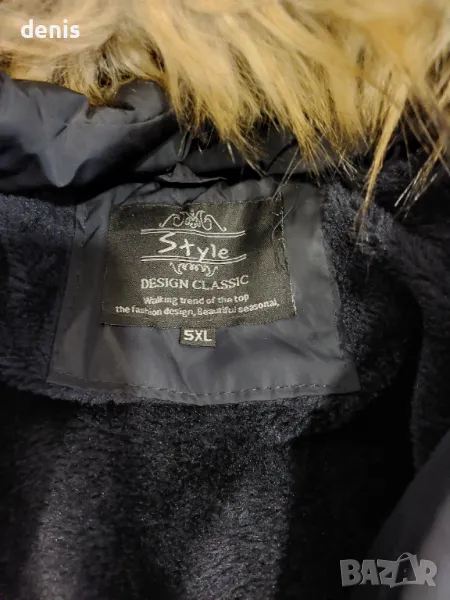 denis
Style
DESIGN CLASSIC
Walking trend of the top
the fashion design, Beautiful seasonal,
5XL
BAZAR